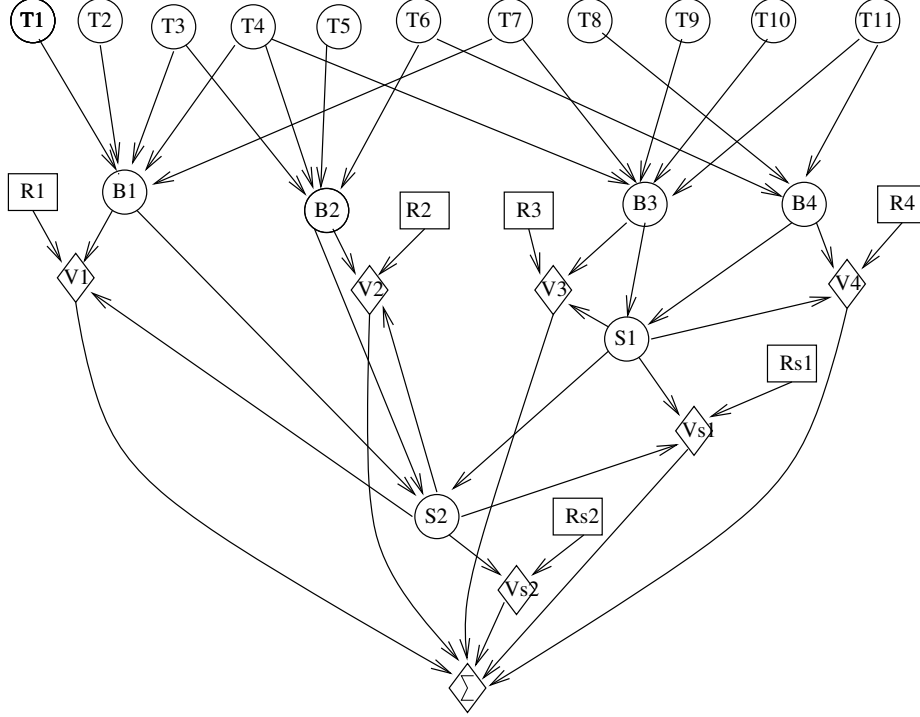 T1 T2 T3 T4 T5 T6 T7 T8 T9 T10 T11
R1 B1 B2 R2 R3 B3 B4 R4
V1 V2 V3 V4
S1
Rs1
Vs1
S2 Rs2
Vs2
Σ